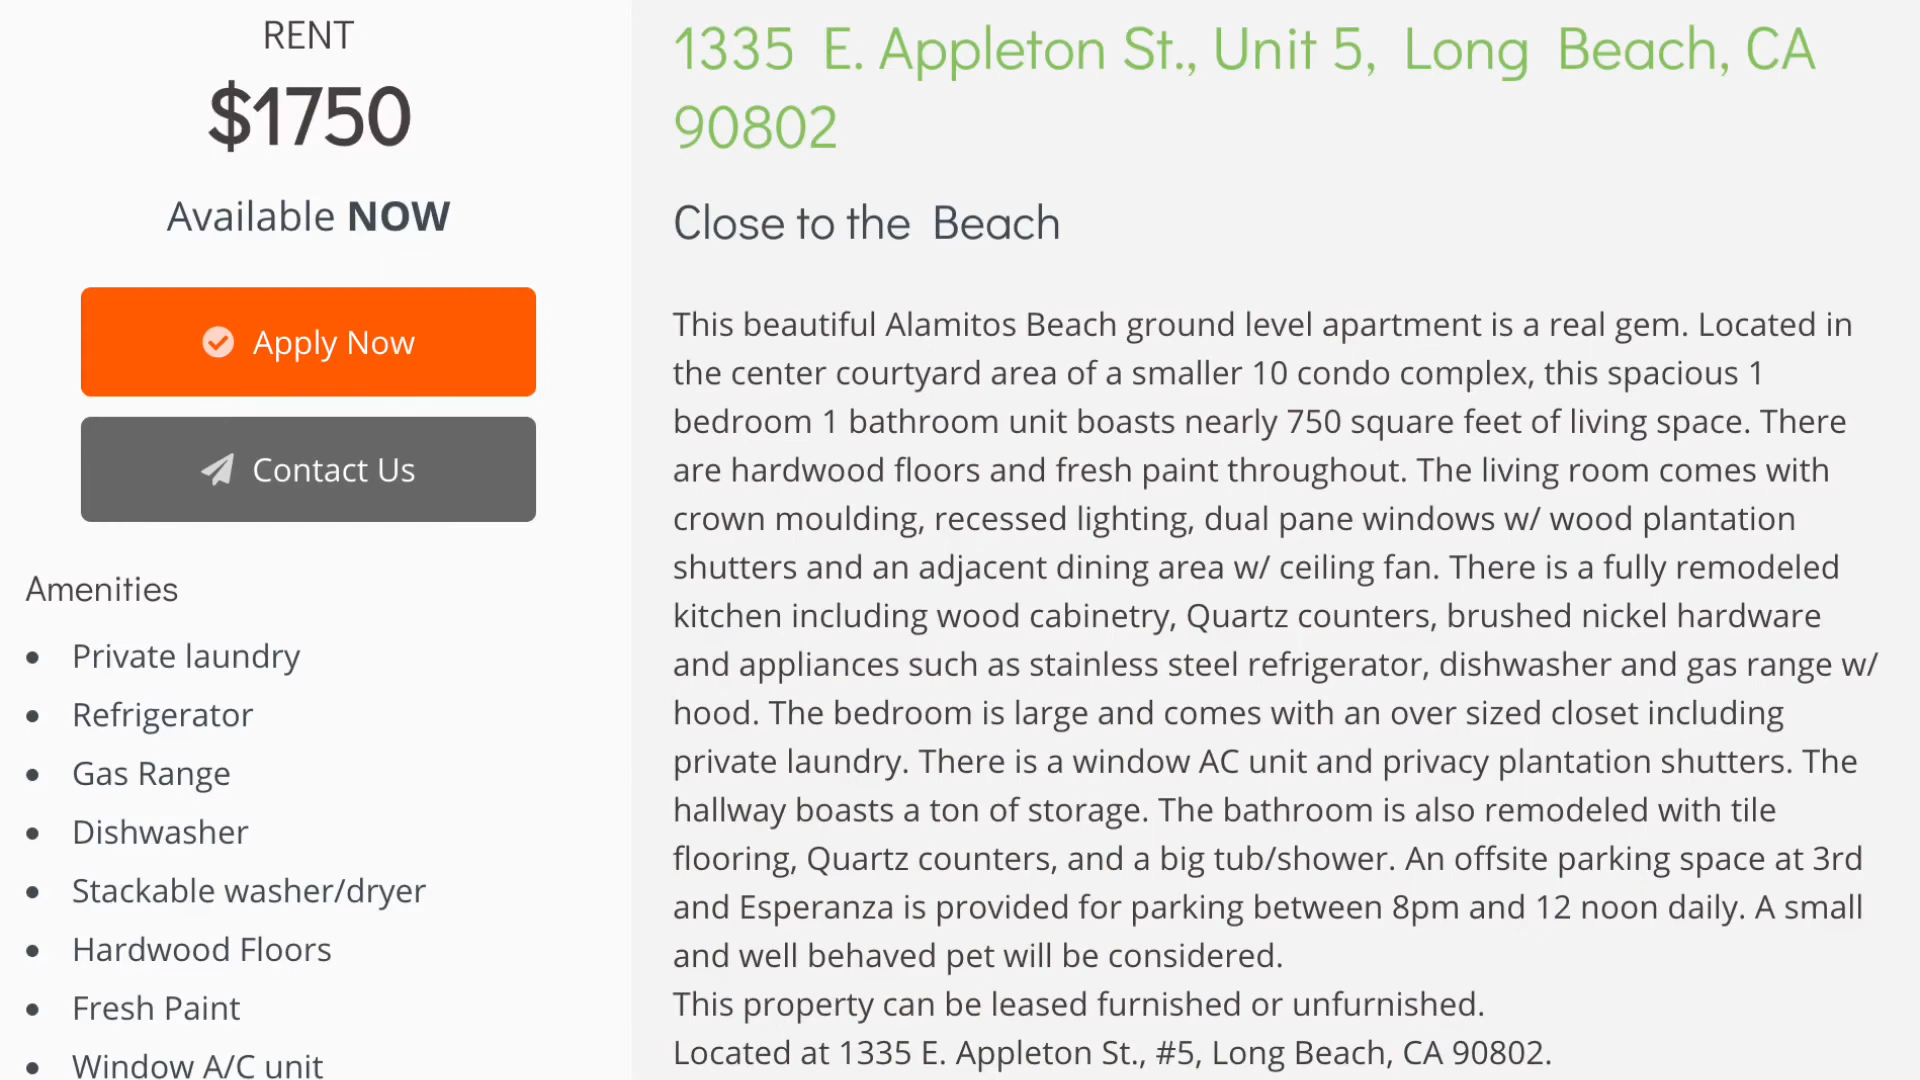 RENT
$1750
Available NOW
Apply Now
Contact Us
Amenities
• Private laundry
• Refrigerator
• Gas Range
• Dishwasher
• Stackable washer/dryer
• Hardwood Floors
• Fresh Paint
• Window A/C unit
1335 E. Appleton St., Unit 5, Long Beach, CA
90802
Close to the Beach
This beautiful Alamitos Beach ground level apartment is a real gem. Located in
the center courtyard area of a smaller 10 condo complex, this spacious 1
bedroom 1 bathroom unit boasts nearly 750 square feet of living space. There
are hardwood floors and fresh paint throughout. The living room comes with
crown moulding, recessed lighting, dual pane windows w/ wood plantation
shutters and an adjacent dining area w/ ceiling fan. There is a fully remodeled
kitchen including wood cabinetry, Quartz counters, brushed nickel hardware
and appliances such as stainless steel refrigerator, dishwasher and gas range w/
hood. The bedroom is large and comes with an over sized closet including
private laundry. There is a window AC unit and privacy plantation shutters. The
hallway boasts a ton of storage. The bathroom is also remodeled with tile
flooring, Quartz counters, and a big tub/shower. An offsite parking space at 3rd
and Esperanza is provided for parking between 8pm and 12 noon daily. A small
and well behaved pet will be considered.
This property can be leased furnished or unfurnished.
Located at 1335 E. Appleton St., #5, Long Beach, CA 90802.